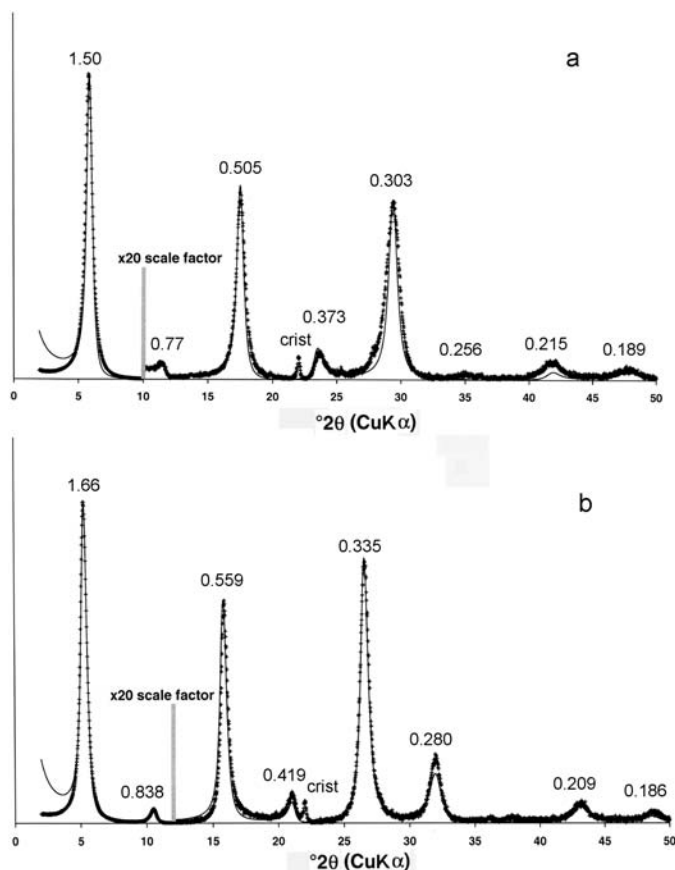 1.50
a
0.505
0.303
x20 scale factor
0.373
crist
0.77
0.256
0.215
0.189
0 5 10 15 20 25 30 35 40 45 50
°2θ (CuKα)
1.66
b
0.335
0.559
x20 scale factor
0.280
0.419
crist
0.838
0.209
0.186
0 5 10 15 20 25 30 35 40 45 50
°2θ (CuKα)